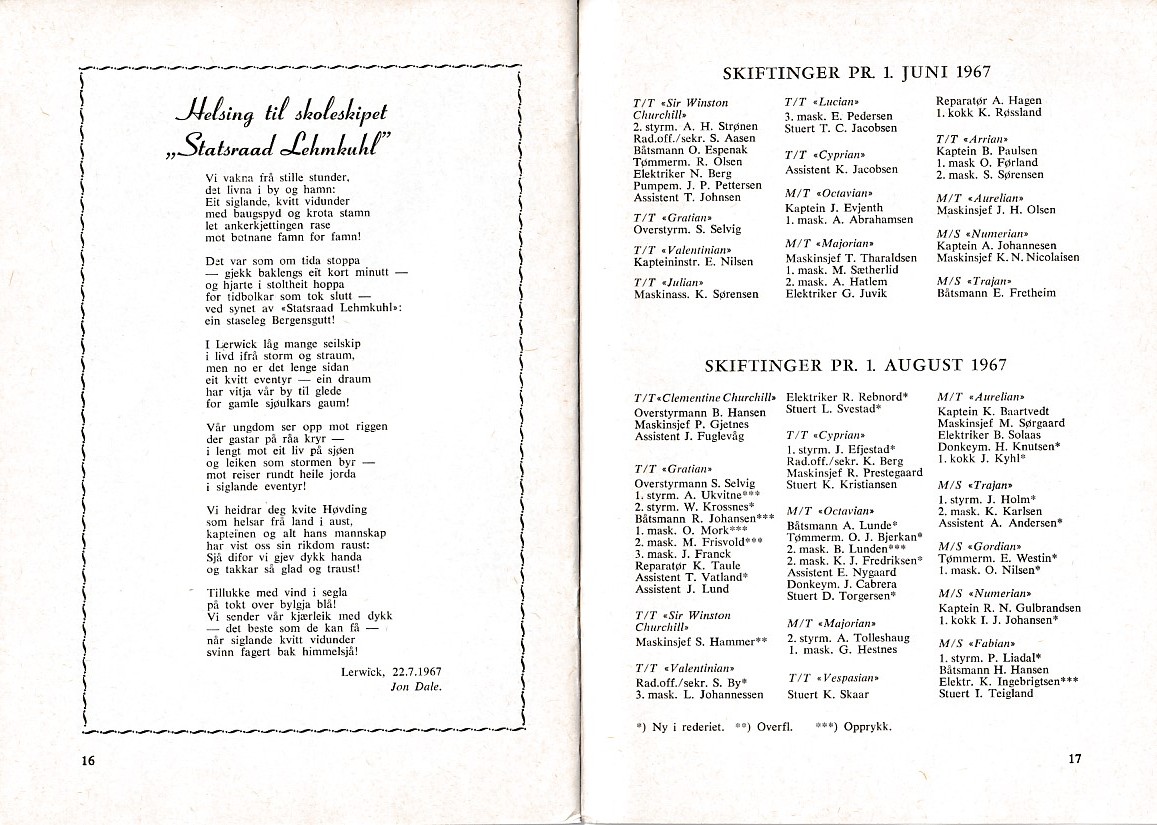 Helsing til skoleskipet
„Statsraad Lehmkuhl”
Vi vakna frå stille stunder,
det livna i by og hamn:
Eit siglande, kvitt vidunder
med baugspyd og krota stamn
let ankerkjettingen rase
mot botnane famn for famn!
Det var som om tida stoppa
— gjekk baklengs eit kort minutt —
og hjarte i stoltheit hoppa
for tidbolkar som tok slutt —
ved synet av «Statsraad Lehmkuhl»:
ein staseleg Bergensgutt!
I Lerwick låg mange seilskip
i livd ifrå storm og straum,
men no er det lenge sidan
eit kvitt eventyr — ein draum
har vitja vår by til glede
for gamle sjøulkars gaum!
Vår ungdom ser opp mot riggen
der gastar på råa kryr —
i lengt mot eit liv på sjøen
og leiken som stormen byr —
mot reiser rundt heile jorda
i siglande eventyr!
Vi heidrar deg kvite Høvding
som helsar frå land i aust,
kapteinen og alt hans mannskap
har vist oss sin rikdom raust:
Sjå difor vi gjev dykk handa
og takkar så glad og traust!
Tillukke med vind i segla
på tokt over bylgja blå!
Vi sender vår kjærleik med dykk
— det beste som de kan få —
når siglande kvitt vidunder
svinn fagert bak himmelsjå!
Lerwick, 22.7.1967
Jon Dale.
16
SKIFTINGER PR. 1. JUNI 1967
T/T «Sir Winston
Churchill»
2. styrm. A. H. Strønen
Rad.off./sekr. S. Aasen
Båtsmann O. Espenak
Tømmerm. R. Olsen
Elektriker N. Berg
Pumpem. J. P. Pettersen
Assistent T. Johnsen
T/T «Gratian»
Overstyrm. S. Selvig
T/T «Valentinian»
Kapteininstr. E. Nilsen
T/T «Julian»
Maskinass. K. Sørensen
T/T «Lucian»
3. mask. E. Pedersen
Stuert T. C. Jacobsen
T/T «Cyprian»
Assistent K. Jacobsen
M/T «Octavian»
Kaptein J. Evjenth
1. mask. A. Abrahamsen
M/T «Majorian»
Maskinsjef T. Tharaldsen
1. mask. M. Sætherlid
2. mask. A. Hatlem
Elektriker G. Juvik
Reparatør A. Hagen
1. kokk K. Røssland
T/T «Arrian»
Kaptein B. Paulsen
1. mask O. Førland
2. mask. S. Sørensen
M/T «Aurelian»
Maskinsjef J. H. Olsen
M/S «Numerian»
Kaptein A. Johannesen
Maskinsjef K. N. Nicolaisen
M/S «Trajan»
Båtsmann E. Fretheim
SKIFTINGER PR. 1. AUGUST 1967
T/T «Clementine Churchill»
Overstyrmann B. Hansen
Maskinsjef P. Gjetnes
Assistent J. Fuglevåg
T/T «Gratian»
Overstyrmann S. Selvig
1. styrm. A. Ukvitne***
2. styrm. W. Krossnes*
Båtsmann R. Johansen***
1. mask. O. Mork***
2. mask. M. Frisvold***
3. mask. J. Franck
Reparatør K. Taule
Assistent T. Vatland*
Assistent J. Lund
T/T «Sir Winston
Churchill»
Maskinsjef S. Hammer**
T/T «Valentinian»
Rad.off./sekr. S. By*
3. mask. L. Johannessen
Elektriker R. Rebnord*
Stuert L. Svestad*
T/T «Cyprian»
1. styrm. J. Efjestad*
Rad.off./sekr. K. Berg
Maskinsjef R. Prestegaard
Stuert K. Kristiansen
M/T «Octavian»
Båtsmann A. Lunde*
Tømmerm. O. J. Bjerkan*
2. mask. B. Lunden***
2. mask. K. J. Fredriksen*
Assistent E. Nygaard
Donkeym. J. Cabrera
Stuert D. Torgersen*
M/T «Majorian»
2. styrm. A. Tolleshaug
1. mask. G. Hestnes
T/T «Vespasian»
Stuert K. Skaar
M/T «Aurelian»
Kaptein K. Baartvedt
Maskinsjef M. Sørgaard
Elektriker B. Solaas
Donkeym. H. Knutsen*
1. kokk J. Kyhl*
M/S «Trajan»
1. styrm. J. Holm*
2. mask. K. Karlsen
Assistent A. Andersen*
M/S «Gordian»
Tømmerm. E. Westin*
1. mask. O. Nilsen*
M/S «Numerian»
Kaptein R. N. Gulbrandsen
1. kokk I. J. Johansen*
M/S «Fabian»
1. styrm. P. Liadal*
Båtsmann H. Hansen
Elektr. K. Ingebrigtsen***
Stuert I. Teigland
*) Ny i rederiet. **) Overfl. ***) Opprykk.
17